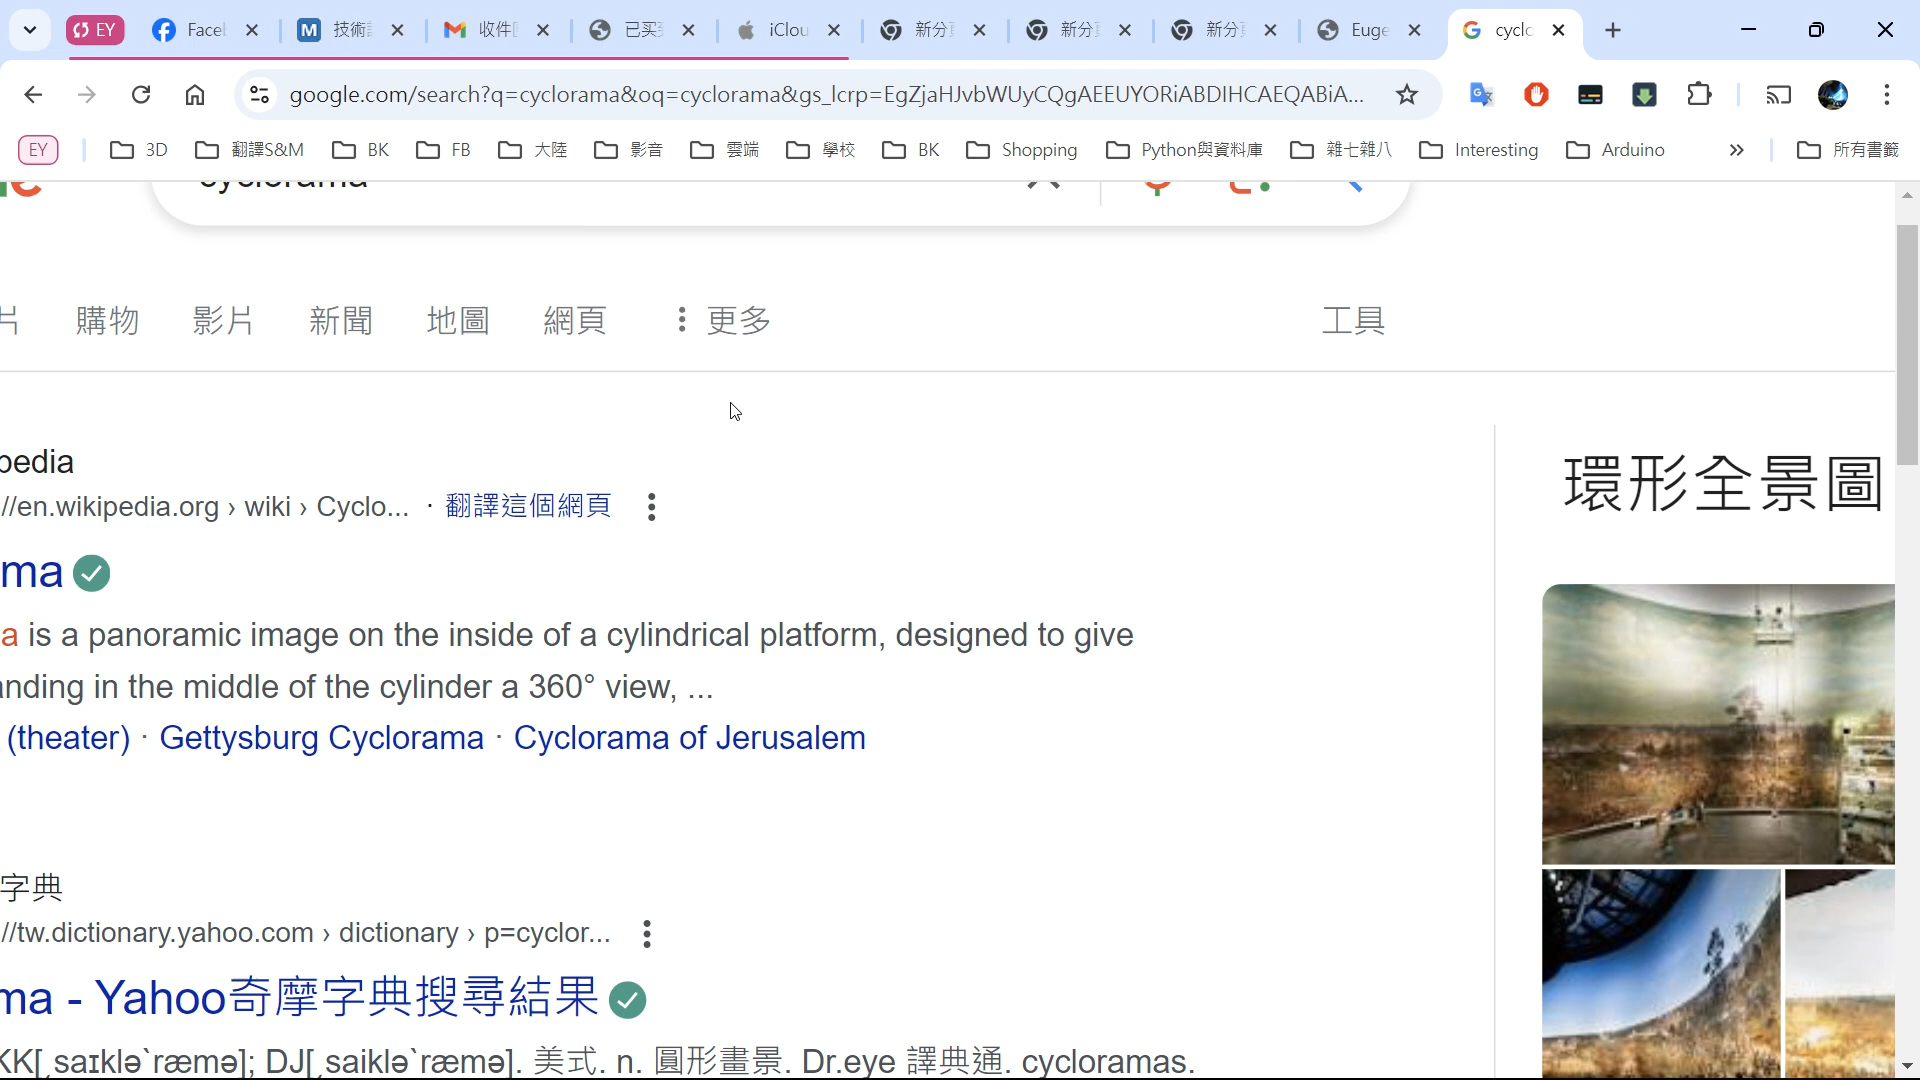 EY
Face
技術
收件
已买
iClou
新分
新分
新分
Euge
cyclo
google.com/search?q=cyclorama&oq=cyclorama&gs_lcrp=EgZjaHJvbWUyCQgAEEUYORiABDIHCAEQABiA...
EY
3D
翻譯S&M
BK
FB
大陸
影音
雲端
學校
BK
Shopping
Python與資料庫
雜七雜八
Interesting
Arduino
»
所有書籤
cyclorama
片
購物
影片
新聞
地圖
網頁
更多
工具
pedia
//en.wikipedia.org › wiki › Cyclo... · 翻譯這個網頁
ma
a is a panoramic image on the inside of a cylindrical platform, designed to give
anding in the middle of the cylinder a 360° view, ...
(theater) · Gettysburg Cyclorama · Cyclorama of Jerusalem
環形全景圖
字典
//tw.dictionary.yahoo.com › dictionary › p=cyclor...
ma - Yahoo奇摩字典搜尋結果
KK[ˌsaɪkləˋræmə]; DJ[ˌsaikləˋræmə]. 美式. n. 圓形畫景. Dr.eye 譯典通. cycloramas.